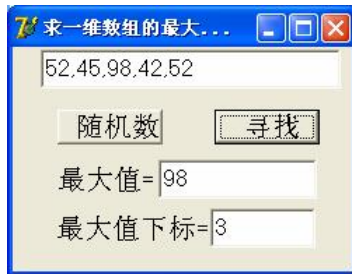 求一维数组的最大...
52,45,98,42,52
随机数 寻找
最大值=98
最大值下标=3